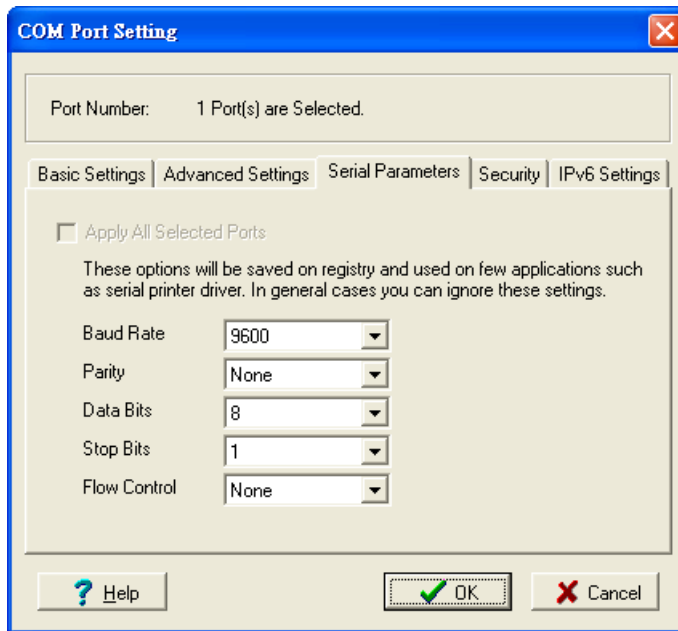 COM Port Setting
Port Number: 1 Port(s) are Selected.
Basic Settings Advanced Settings Serial Parameters Security IPv6 Settings
Apply All Selected Ports
These options will be saved on registry and used on few applications such
as serial printer driver. In general cases you can ignore these settings.
Baud Rate 9600
Parity None
Data Bits 8
Stop Bits 1
Flow Control None
? Help OK Cancel